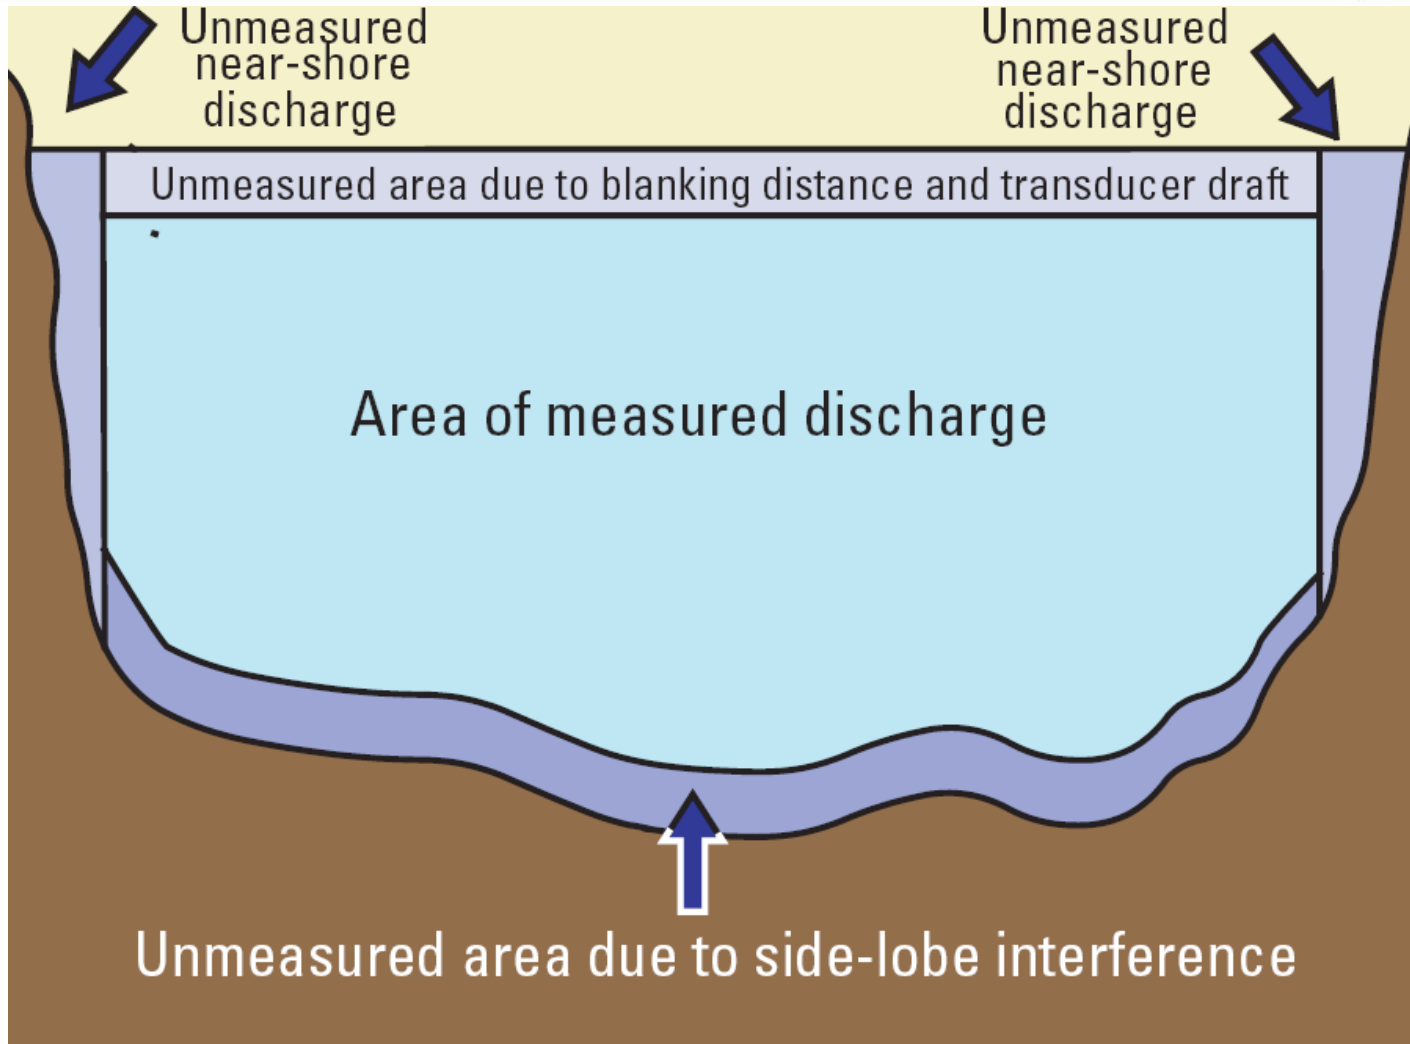 Unmeasured
near-shore
discharge
Unmeasured
near-shore
discharge
Unmeasured area due to blanking distance and transducer draft
Area of measured discharge
Unmeasured area due to side-lobe interference